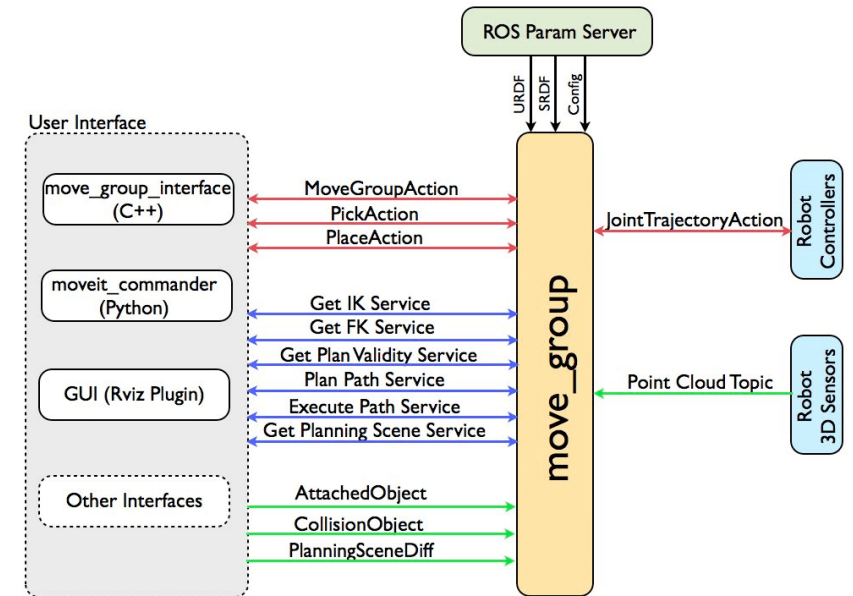 ROS Param Server
URDF
SRDF
Config
User Interface
move_group_interface
(C++)
moveit_commander
(Python)
GUI (Rviz Plugin)
Other Interfaces
MoveGroupAction
PickAction
PlaceAction
Get IK Service
Get FK Service
Get Plan Validity Service
Plan Path Service
Execute Path Service
Get Planning Scene Service
AttachedObject
CollisionObject
PlanningSceneDiff
move_group
JointTrajectoryAction
Point Cloud Topic
Robot
Controllers
Robot
3D Sensors